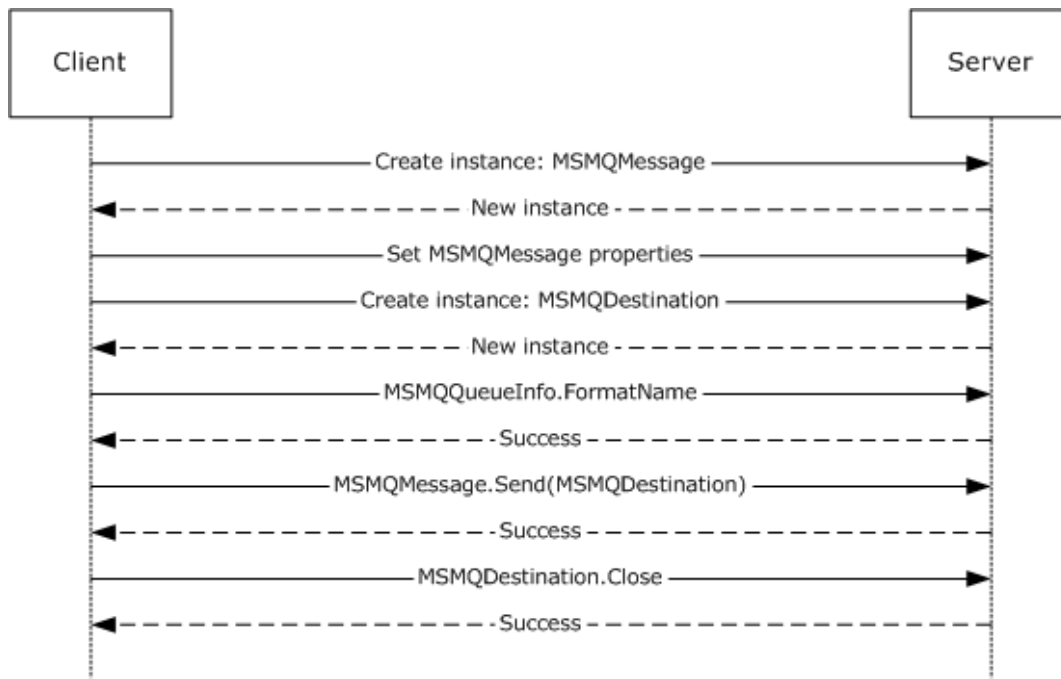 Client
Server
Create instance: MSMQMessage
New instance
Set MSMQMessage properties
Create instance: MSMQDestination
New instance
MSMQQueueInfo.FormatName
Success
MSMQMessage.Send(MSMQDestination)
Success
MSMQDestination.Close
Success